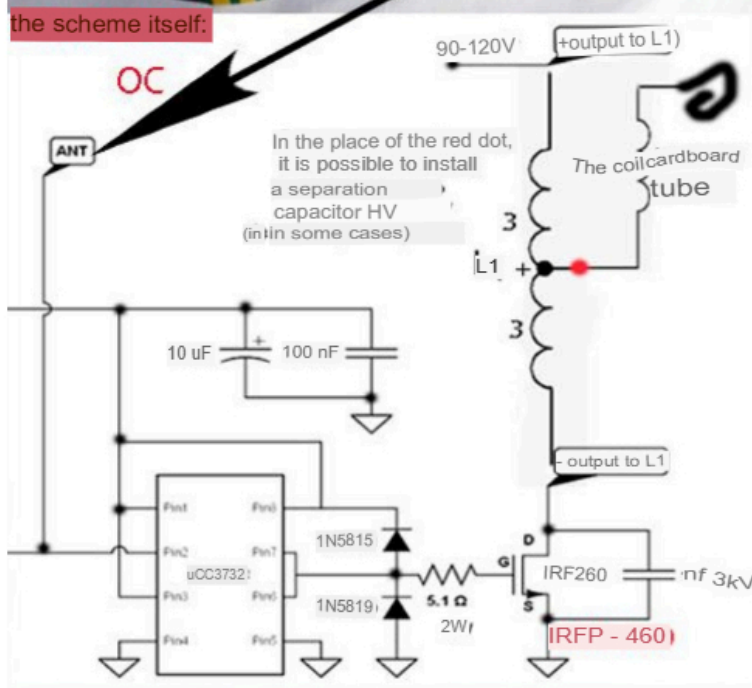 the scheme itself:
OC
ANT
90-120V
+output to L1)
In the place of the red dot,
it is possible to install
a separation
capacitor HV
(in in some cases)
The coil cardboard
tube
3
L1 +
3
10 uF
+
100 nF
- output to L1
Pin1
Pin8
Pin2
Pin7
uCC3732
Pin3
Pin6
Pin4
Pin5
1N5815
1N5819
5.1 Ω
2W
G
D
S
IRF260
nf 3kV
IRFP - 460)